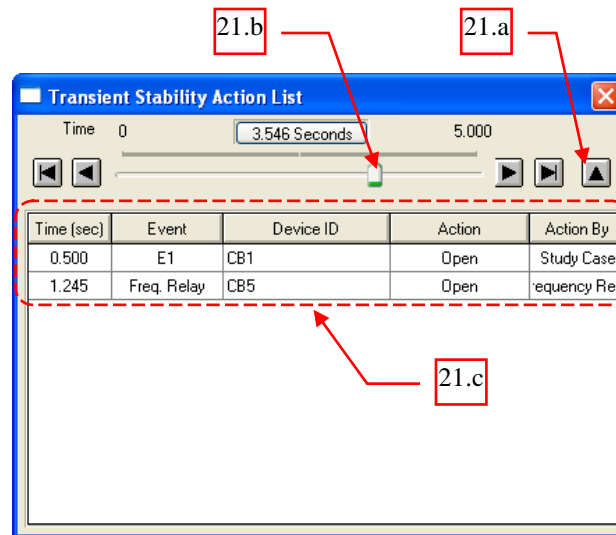 21.b 21.a
Transient Stability Action List
Time 0 3.546 Seconds 5.000
Time (sec) Event Device ID Action Action By
0.500 E1 CB1 Open Study Case
1.245 Freq. Relay CB5 Open equency Re
21.c